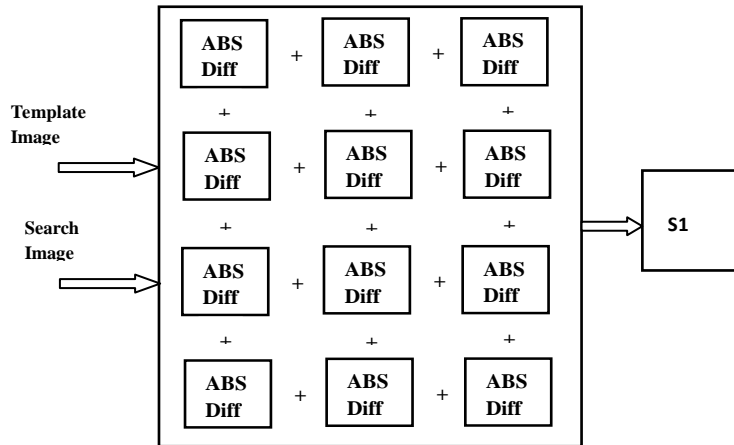 ABS
Diff
+
ABS
Diff
+
ABS
Diff
+
+
+
Template
Image
ABS
Diff
+
ABS
Diff
+
ABS
Diff
+
+
+
Search
Image
S1
ABS
Diff
+
ABS
Diff
+
ABS
Diff
+
+
+
ABS
Diff
+
ABS
Diff
+
ABS
Diff